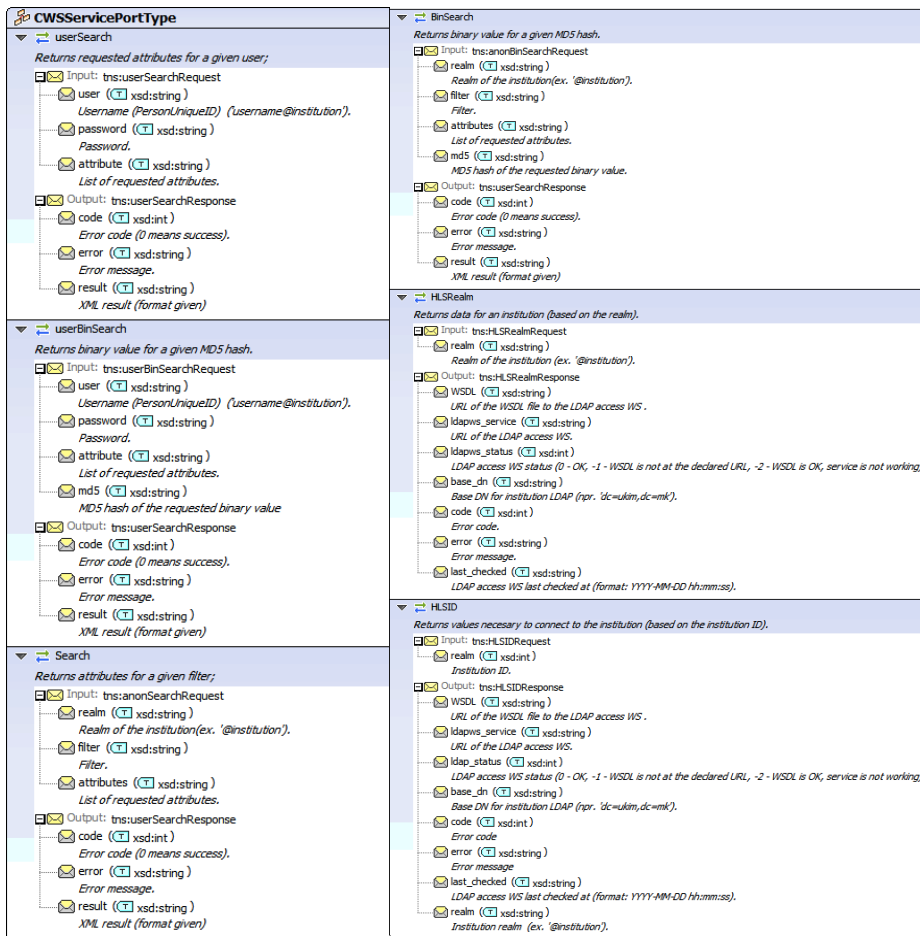 CWSServicePortType
userSearch
Returns requested attributes for a given user;
Input: tns:userSearchRequest
user (T xsd:string )
Username (PersonUniqueID) ('username@institution').
password (T xsd:string )
Password.
attribute (T xsd:string )
List of requested attributes.
Output: tns:userSearchResponse
code (T xsd:int )
Error code (0 means success).
error (T xsd:string )
Error message.
result (T xsd:string )
XML result (format given)
userBinSearch
Returns binary value for a given MD5 hash.
Input: tns:userBinSearchRequest
user (T xsd:string )
Username (PersonUniqueID) ('username@institution').
password (T xsd:string )
Password.
attribute (T xsd:string )
List of requested attributes.
md5 (T xsd:string )
MD5 hash of the requested binary value
Output: tns:userSearchResponse
code (T xsd:int )
Error code (0 means success).
error (T xsd:string )
Error message.
result (T xsd:string )
XML result (format given)
Search
Returns attributes for a given filter;
Input: tns:anonSearchRequest
realm (T xsd:string )
Realm of the institution(ex. '@institution').
filter (T xsd:string )
Filter.
attributes (T xsd:string )
List of requested attributes.
Output: tns:userSearchResponse
code (T xsd:int )
Error code (0 means success).
error (T xsd:string )
Error message.
result (T xsd:string )
XML result (format given)
BinSearch
Returns binary value for a given MD5 hash.
Input: tns:anonBinSearchRequest
realm (T xsd:string )
Realm of the institution(ex. '@institution').
filter (T xsd:string )
Filter.
attributes (T xsd:string )
List of requested attributes.
md5 (T xsd:string )
MD5 hash of the requested binary value.
Output: tns:userSearchResponse
code (T xsd:int )
Error code (0 means success).
error (T xsd:string )
Error message.
result (T xsd:string )
XML result (format given)
HLSRealm
Returns data for an institution (based on the realm).
Input: tns:HLSRealmRequest
realm (T xsd:string )
Realm of the institution (ex. '@institution').
Output: tns:HLSRealmResponse
WSDL (T xsd:string )
URL of the WSDL file to the LDAP access WS .
ldapws_service (T xsd:string )
URL of the LDAP access WS.
ldapws_status (T xsd:int )
LDAP access WS status (0 - OK, -1 - WSDL is not at the declared URL, -2 - WSDL is OK, service is not working,
base_dn (T xsd:string )
Base DN for institution LDAP (npr. 'dc=ukim,dc=mk').
code (T xsd:int )
Error code.
error (T xsd:string )
Error message.
last_checked (T xsd:string )
LDAP access WS last checked at (format: YYYY-MM-DD hh:mm:ss).
HLSID
Returns values necesary to connect to the institution (based on the institution ID).
Input: tns:HLSIDRequest
realm (T xsd:int )
Institution ID.
Output: tns:HLSIDResponse
WSDL (T xsd:string )
URL of the WSDL file to the LDAP access WS .
ldapws_service (T xsd:string )
URL of the LDAP access WS.
ldap_status (T xsd:int )
LDAP access WS status (0 - OK, -1 - WSDL is not at the declared URL, -2 - WSDL is OK, service is not working,
base_dn (T xsd:string )
Base DN for institution LDAP (npr. 'dc=ukim,dc=mk').
code (T xsd:int )
Error code
error (T xsd:string )
Error message
last_checked (T xsd:string )
LDAP access WS last checked at (format: YYYY-MM-DD hh:mm:ss).
realm (T xsd:string )
Institution realm (ex. '@institution').